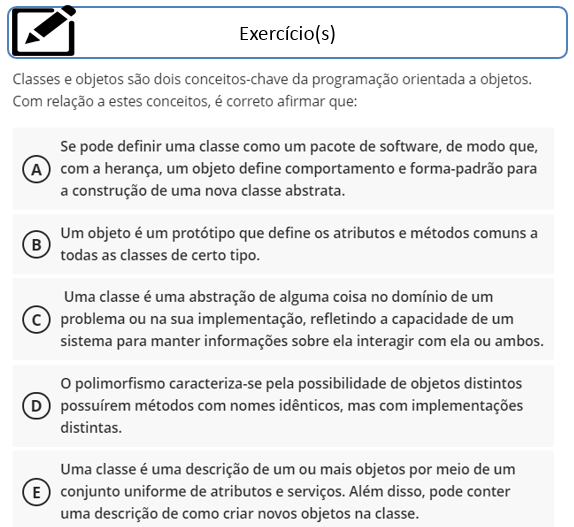 Exercício(s)
Classes e objetos são dois conceitos-chave da programação orientada a objetos.
Com relação a estes conceitos, é correto afirmar que:
Se pode definir uma classe como um pacote de software, de modo que,
A com a herança, um objeto define comportamento e forma-padrão para
a construção de uma nova classe abstrata.
Um objeto é um protótipo que define os atributos e métodos comuns a
B todas as classes de certo tipo.
Uma classe é uma abstração de alguma coisa no domínio de um
C problema ou na sua implementação, refletindo a capacidade de um
sistema para manter informações sobre ela interagir com ela ou ambos.
O polimorfismo caracteriza-se pela possibilidade de objetos distintos
D possuírem métodos com nomes idênticos, mas com implementações
distintas.
Uma classe é uma descrição de um ou mais objetos por meio de um
E conjunto uniforme de atributos e serviços. Além disso, pode conter
uma descrição de como criar novos objetos na classe.